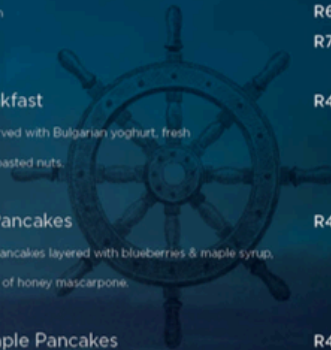 R6
R7
kfast R4
ved with Bulgarian yoghurt, fresh
asted nuts.
Pancakes R4
ancakes layered with blueberries & maple syrup,
of honey mascarpone.
ple Pancakes R4